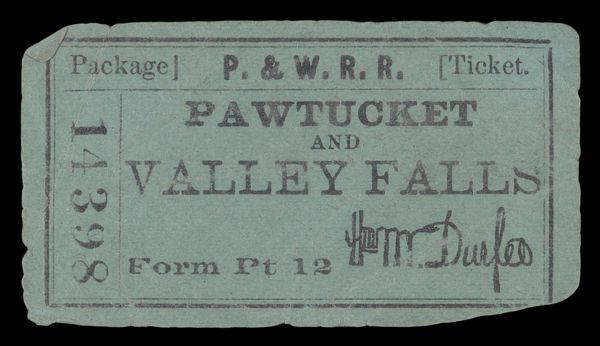 Package] P. & W. R. R. [Ticket.
PAWTUCKET
AND
VALLEY FALLS
14398
Form Pt 12 Wm M. Durfee